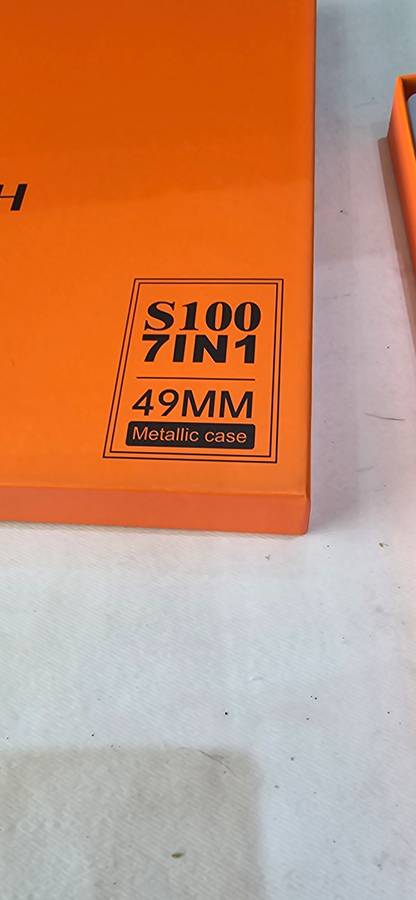 H
S100
7IN1
49MM
Metallic case